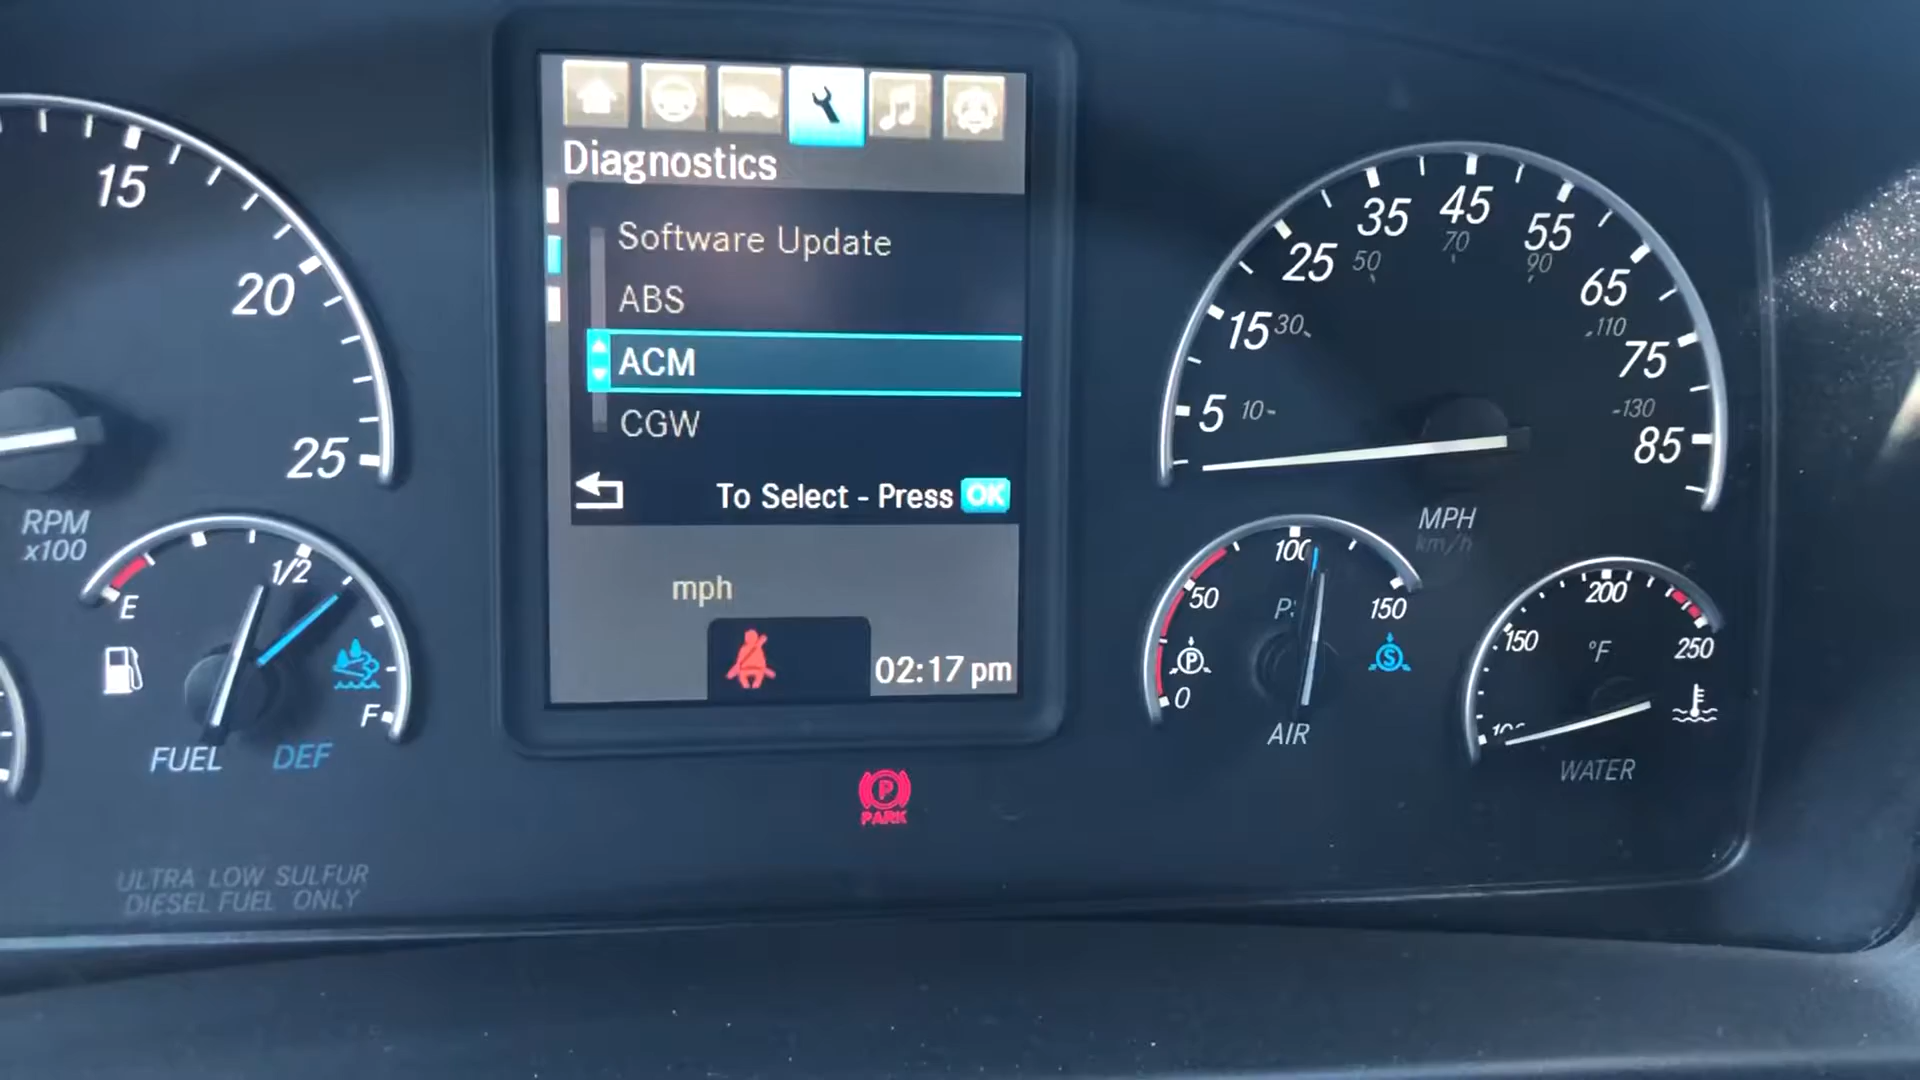 15
20
25
RPM
x100
E
1/2
F
FUEL
DEF
ULTRA LOW SULFUR
DIESEL FUEL ONLY
Diagnostics
Software Update
ABS
ACM
CGW
To Select - Press OK
mph
02:17 pm
P
PARK
5
15
25
35
45
55
65
75
85
10
30
50
70
90
110
130
MPH
km/h
0
50
100
150
P
S
AIR
150
200
250
°F
WATER